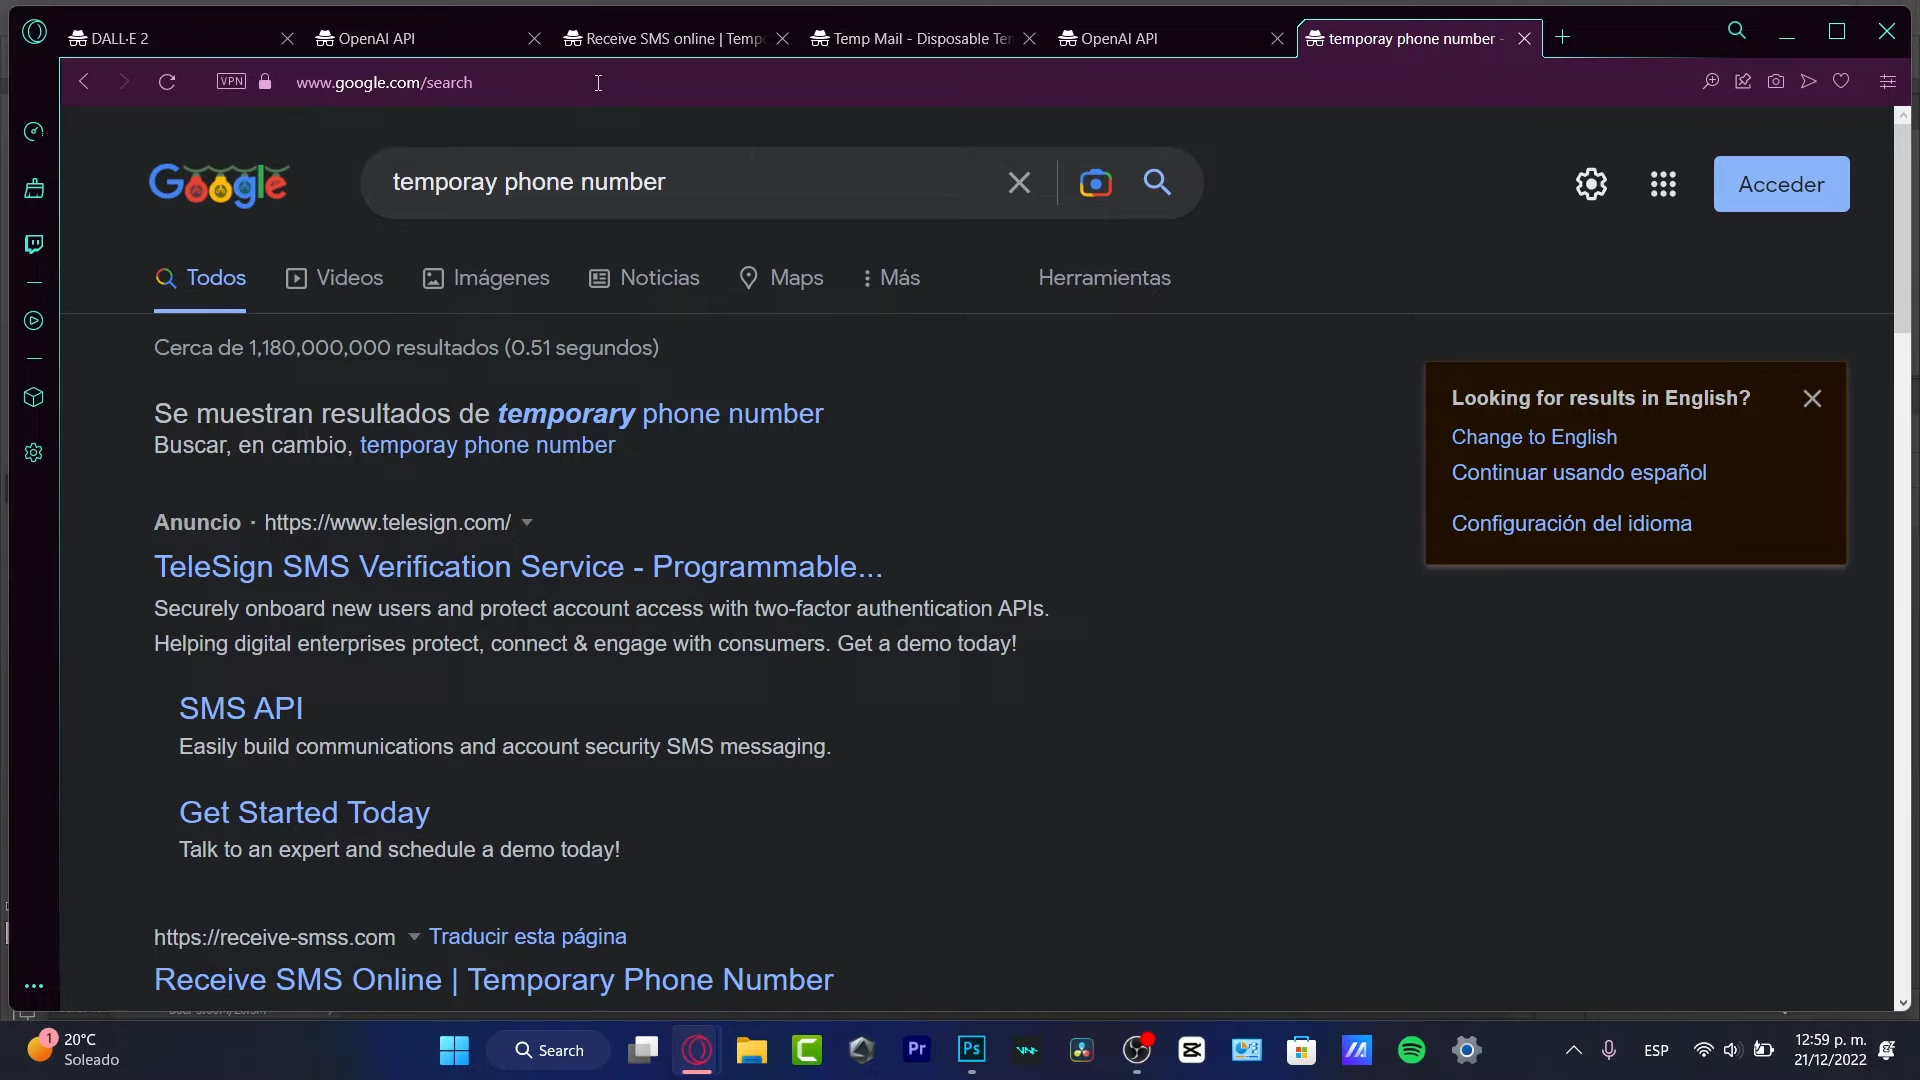 DALL·E 2
OpenAI API
Receive SMS online | Temp
Temp Mail - Disposable Te
OpenAI API
temporay phone number -
VPN
www.google.com/search
Google
temporay phone number
Acceder
Todos
Videos
Imágenes
Noticias
Maps
Más
Herramientas
Cerca de 1,180,000,000 resultados (0.51 segundos)
Se muestran resultados de temporary phone number
Buscar, en cambio, temporay phone number
Looking for results in English?
Change to English
Continuar usando español
Configuración del idioma
Anuncio · https://www.telesign.com/
TeleSign SMS Verification Service - Programmable...
Securely onboard new users and protect account access with two-factor authentication APIs.
Helping digital enterprises protect, connect & engage with consumers. Get a demo today!
SMS API
Easily build communications and account security SMS messaging.
Get Started Today
Talk to an expert and schedule a demo today!
https://receive-smss.com
Traducir esta página
Receive SMS Online | Temporary Phone Number
1
20°C
Soleado
Search
Pr
Ps
ESP
12:59 p. m.
21/12/2022